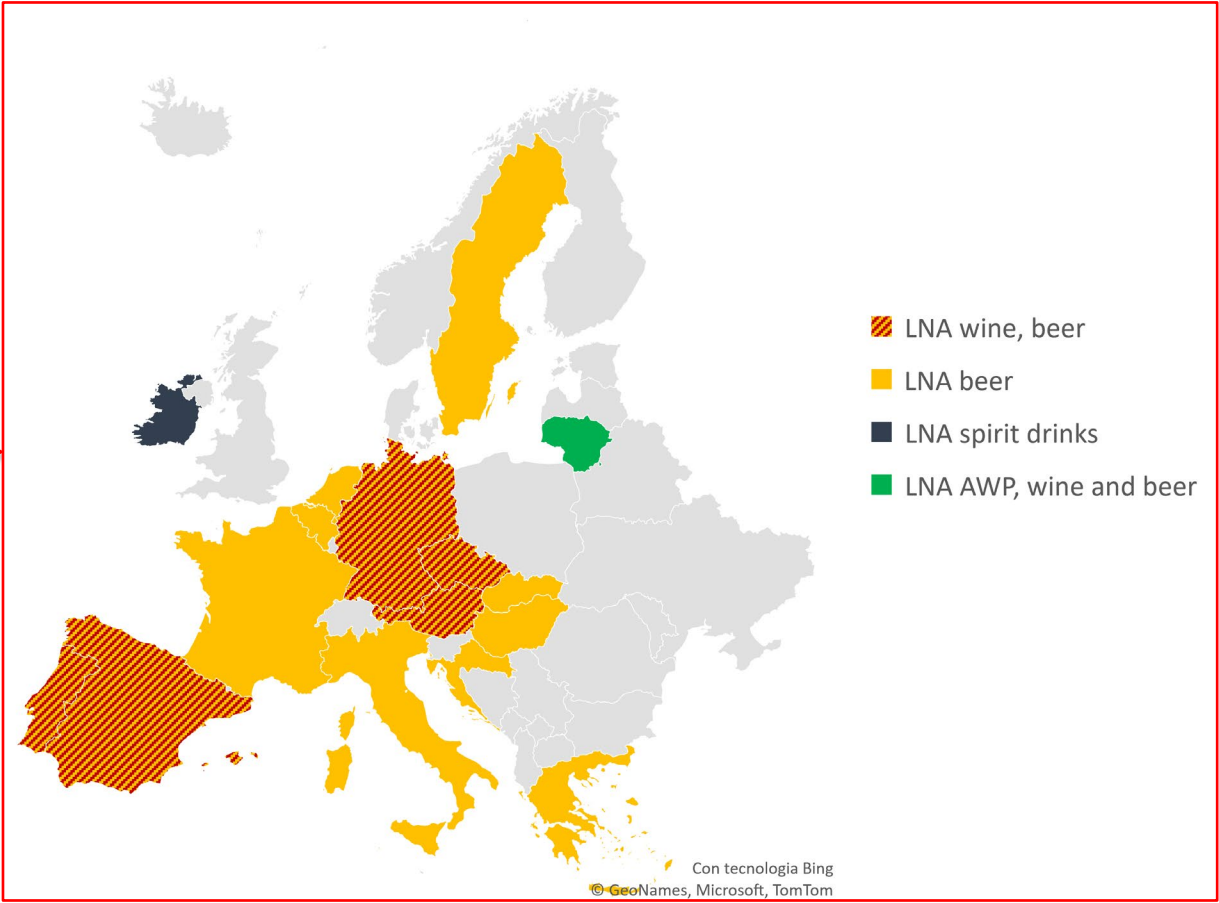 LNA wine, beer
LNA beer
LNA spirit drinks
LNA AWP, wine and beer
Con tecnologia Bing
© GeoNames, Microsoft, TomTom